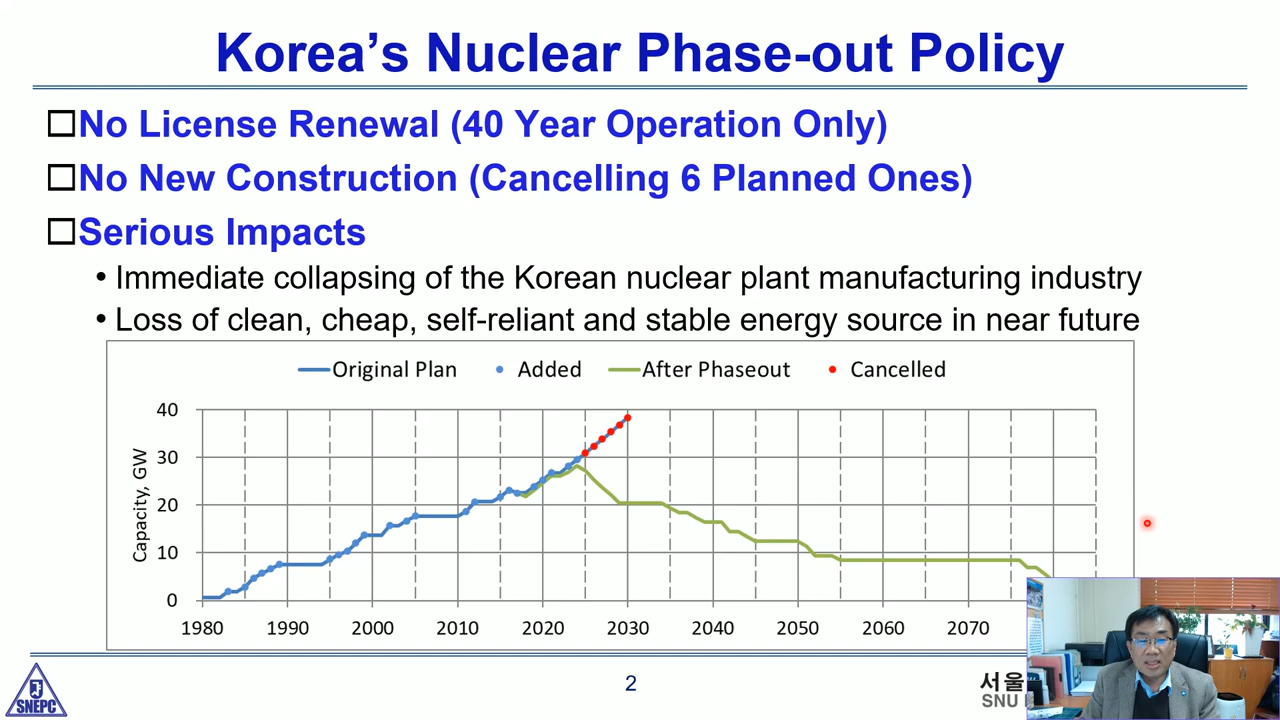 Korea’s Nuclear Phase-out Policy
No License Renewal (40 Year Operation Only)
No New Construction (Cancelling 6 Planned Ones)
Serious Impacts
• Immediate collapsing of the Korean nuclear plant manufacturing industry
• Loss of clean, cheap, self-reliant and stable energy source in near future
Original Plan Added After Phaseout Cancelled
Capacity, GW
40
30
20
10
0
1980 1990 2000 2010 2020 2030 2040 2050 2060 2070
SNEPC
2
서울
SNU